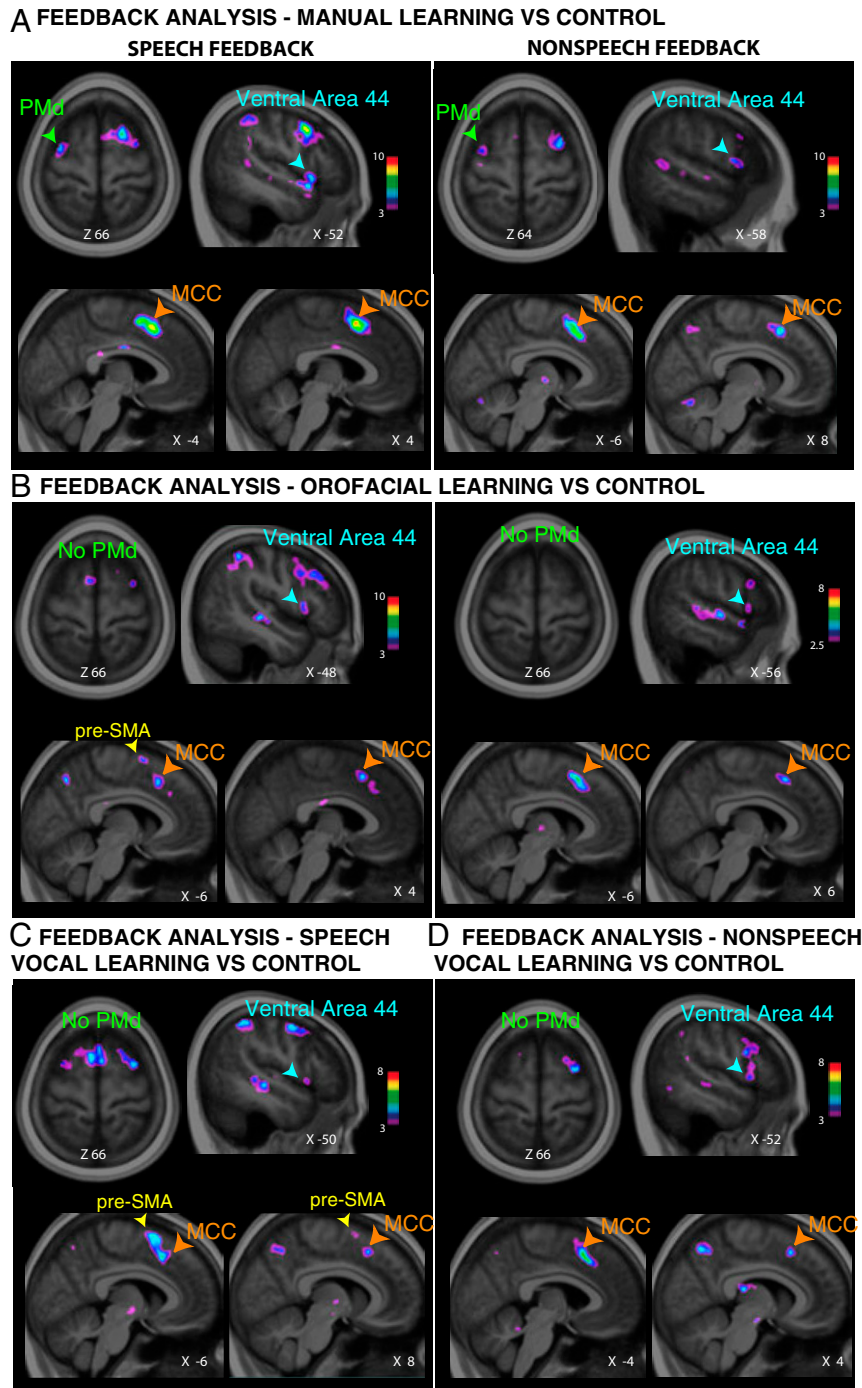 A FEEDBACK ANALYSIS - MANUAL LEARNING VS CONTROL
SPEECH FEEDBACK
NONSPEECH FEEDBACK
PMd
Ventral Area 44
10
3
Z 66
X -52
MCC
MCC
X -4
X 4
PMd
Ventral Area 44
10
3
Z 64
X -58
MCC
MCC
X -6
X 8
B FEEDBACK ANALYSIS - OROFACIAL LEARNING VS CONTROL
No PMd
Ventral Area 44
10
3
Z 66
X -48
pre-SMA
MCC
MCC
X -6
X 4
No PMd
Ventral Area 44
8
2.5
Z 66
X -56
MCC
MCC
X -6
X 6
C FEEDBACK ANALYSIS - SPEECH
VOCAL LEARNING VS CONTROL
No PMd
Ventral Area 44
8
3
Z 66
X -50
pre-SMA
MCC
pre-SMA
MCC
X -6
X 8
D FEEDBACK ANALYSIS - NONSPEECH
VOCAL LEARNING VS CONTROL
No PMd
Ventral Area 44
8
3
Z 66
X -52
MCC
MCC
X -4
X 4